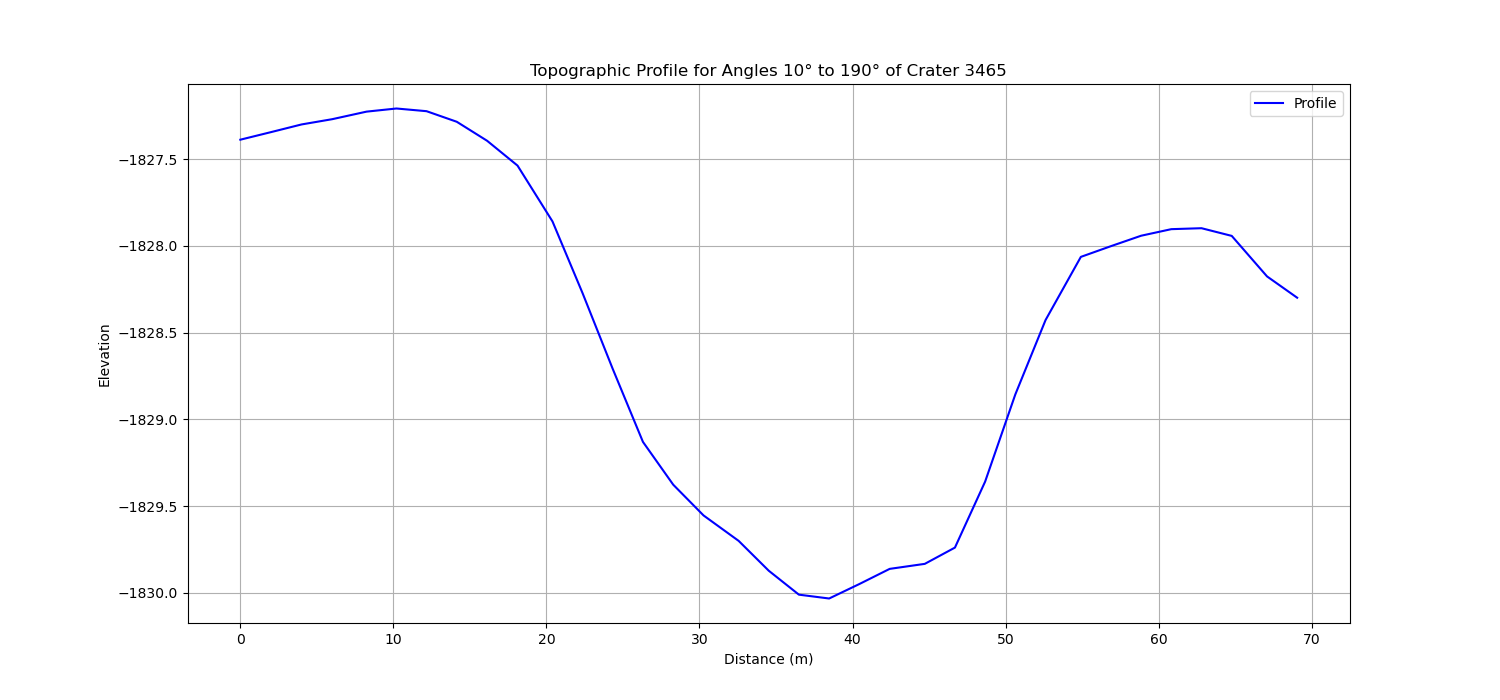 Topographic Profile for Angles 10° to 190° of Crater 3465
Profile
−1827.5
−1828.0
−1828.5
−1829.0
−1829.5
−1830.0
Elevation
0 10 20 30 40 50 60 70
Distance (m)